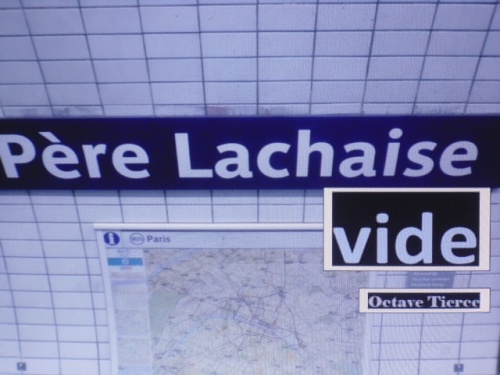 Père Lachaise
vide
Paris
Octave Tierce